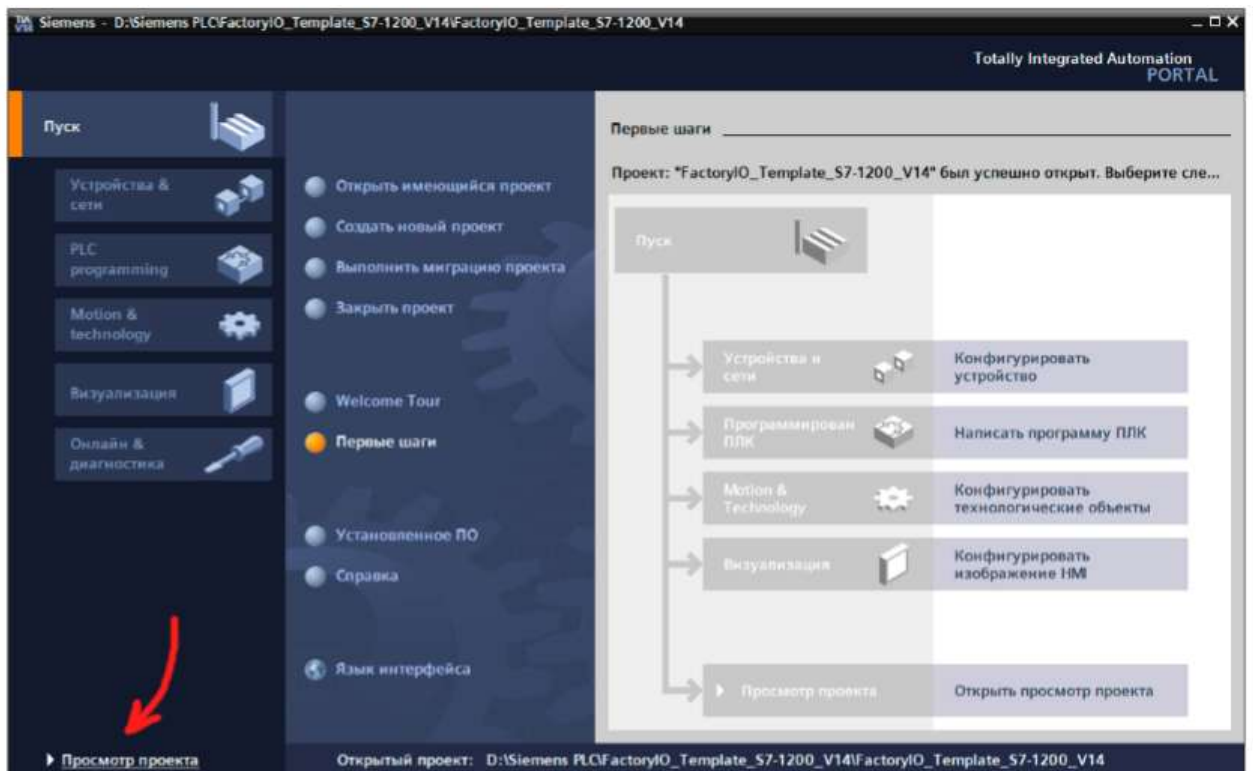 Siemens - D:\Siemens PLC\FactoryIO_Template_S7-1200_V14\FactoryIO_Template_S7-1200_V14
Totally Integrated Automation
PORTAL
Пуск
Устройства &
сети
PLC
programming
Motion &
technology
Визуализация
Онлайн &
диагностика
Просмотр проекта
Открыть имеющийся проект
Создать новый проект
Выполнить миграцию проекта
Закрыть проект
Welcome Tour
Первые шаги
Установленное ПО
Справка
Язык интерфейса
Первые шаги
Проект: "FactoryIO_Template_S7-1200_V14" был успешно открыт. Выберите сле...
Пуск
Устройства и
сети
Конфигурировать
устройство
Программирован
ПЛК
Написать программу ПЛК
Motion &
Technology
Конфигурировать
технологические объекты
Визуализация
Конфигурировать
изображение HMI
Просмотр проекта
Открыть просмотр проекта
Открытый проект: D:\Siemens PLC\FactoryIO_Template_S7-1200_V14\FactoryIO_Template_S7-1200_V14